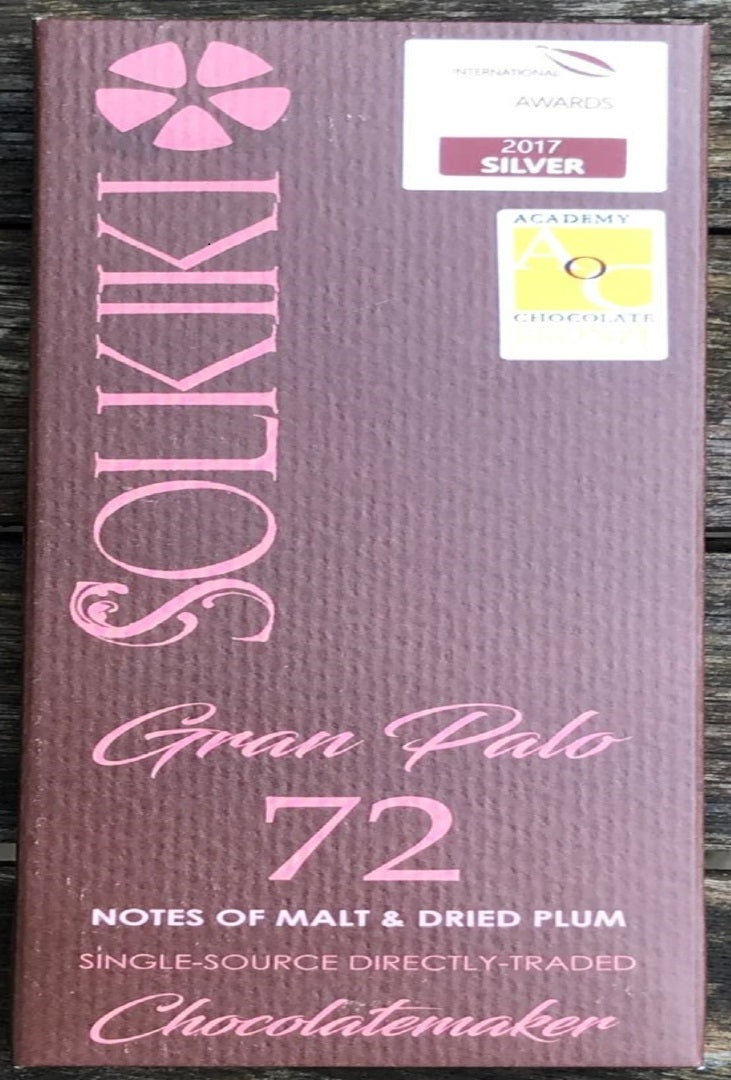 SOLKIKI
INTERNATIONAL
AWARDS
2017
SILVER
ACADEMY
AOC
CHOCOLATE
Gran Palo
72
NOTES OF MALT & DRIED PLUM
SINGLE-SOURCE DIRECTLY-TRADED
Chocolatemaker